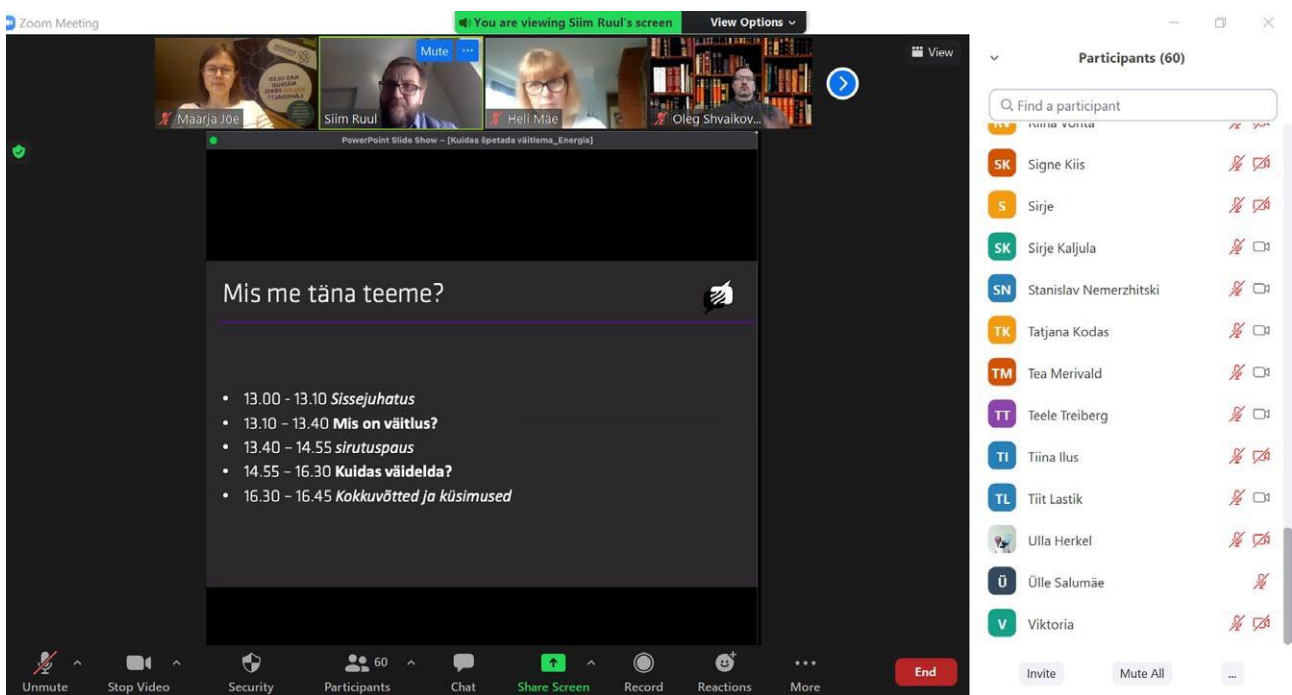 Zoom Meeting
You are viewing Siim Ruul's screen
View Options
View
Mute
...
Maarja Jõe
Siim Ruul
Heli Mäe
Oleg Shvaikov...
PowerPoint Slide Show – [Kuidas õpetada väitlema_Energia]
Mis me täna teeme?
• 13.00 - 13.10 Sissejuhatus
• 13.10 – 13.40 Mis on väitlus?
• 13.40 – 14.55 sirutuspaus
• 14.55 – 16.30 Kuidas väidelda?
• 16.30 – 16.45 Kokkuvõtted ja küsimused
Participants (60)
Find a participant
SK Signe Kiis
S Sirje
SK Sirje Kaljula
SN Stanislav Nemerzhitski
TK Tatjana Kodas
TM Tea Merivald
TT Teele Treiberg
TI Tiina Ilus
TL Tiit Lastik
Ulla Herkel
Ü Ülle Salumäe
V Viktoria
Invite
Mute All
...
Unmute
Stop Video
Security
60
Participants
Chat
Share Screen
Record
Reactions
More
End